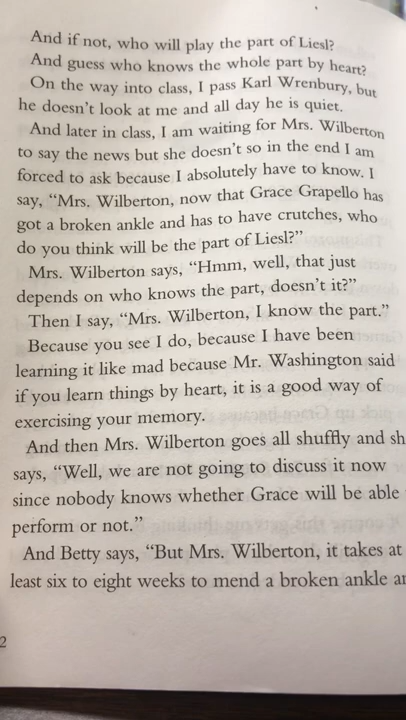 And if not, who will play the part of Liesl?
And guess who knows the whole part by heart?
On the way into class, I pass Karl Wrenbury, but
he doesn't look at me and all day he is quiet.
And later in class, I am waiting for Mrs. Wilberton
to say the news but she doesn't so in the end I am
forced to ask because I absolutely have to know. I
say, “Mrs. Wilberton, now that Grace Grapello has
got a broken ankle and has to have crutches, who
do you think will be the part of Liesl?”
Mrs. Wilberton says, “Hmm, well, that just
depends on who knows the part, doesn't it?”
Then I say, “Mrs. Wilberton, I know the part.”
Because you see I do, because I have been
learning it like mad because Mr. Washington said
if you learn things by heart, it is a good way of
exercising your memory.
And then Mrs. Wilberton goes all shuffly and sh
says, “Well, we are not going to discuss it now
since nobody knows whether Grace will be able
perform or not.”
And Betty says, “But Mrs. Wilberton, it takes at
least six to eight weeks to mend a broken ankle a
2